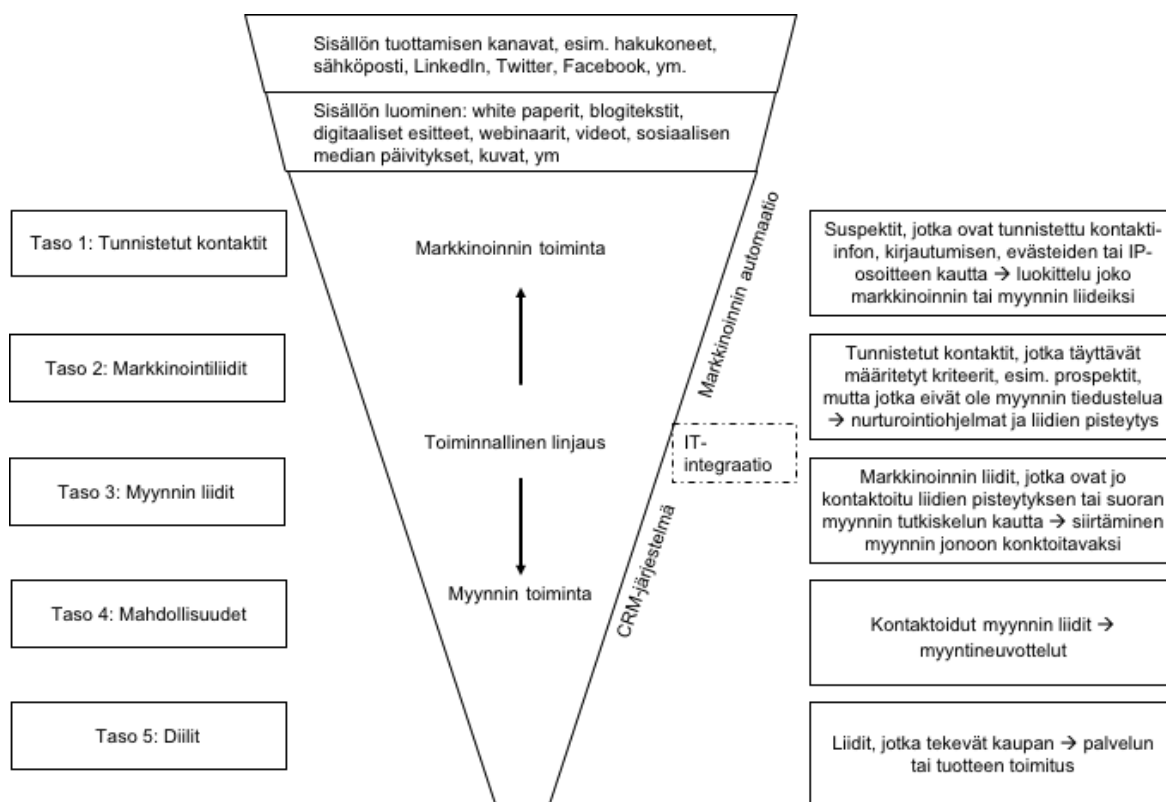 Sisällön tuottamisen kanavat, esim. hakukoneet,
sähköposti, LinkedIn, Twitter, Facebook, ym.
Sisällön luominen: white paperit, blogitekstit,
digitaaliset esitteet, webinaarit, videot, sosiaalisen
median päivitykset, kuvat, ym
Taso 1: Tunnistetut kontaktit
Markkinoinnin toiminta
Markkinoinnin automaatio
Suspektit, jotka ovat tunnistettu kontakti-
infon, kirjautumisen, evästeiden tai IP-
osoitteen kautta → luokittelu joko
markkinoinnin tai myynnin liideiksi
Taso 2: Markkinointiliidit
Tunnistetut kontaktit, jotka täyttävät
määritetyt kriteerit, esim. prospektit,
mutta jotka eivät ole myynnin tiedustelua
→ nurturointiohjelmat ja liidien pisteytys
Toiminnallinen linjaus
IT-
integraatio
Taso 3: Myynnin liidit
Markkinoinnin liidit, jotka ovat jo
kontaktoitu liidien pisteytyksen tai suoran
myynnin tutkiskelun kautta → siirtäminen
myynnin jonoon konktoitavaksi
CRM-järjestelmä
Myynnin toiminta
Taso 4: Mahdollisuudet
Kontaktoidut myynnin liidit →
myyntineuvottelut
Taso 5: Diilit
Liidit, jotka tekevät kaupan → palvelun
tai tuotteen toimitus